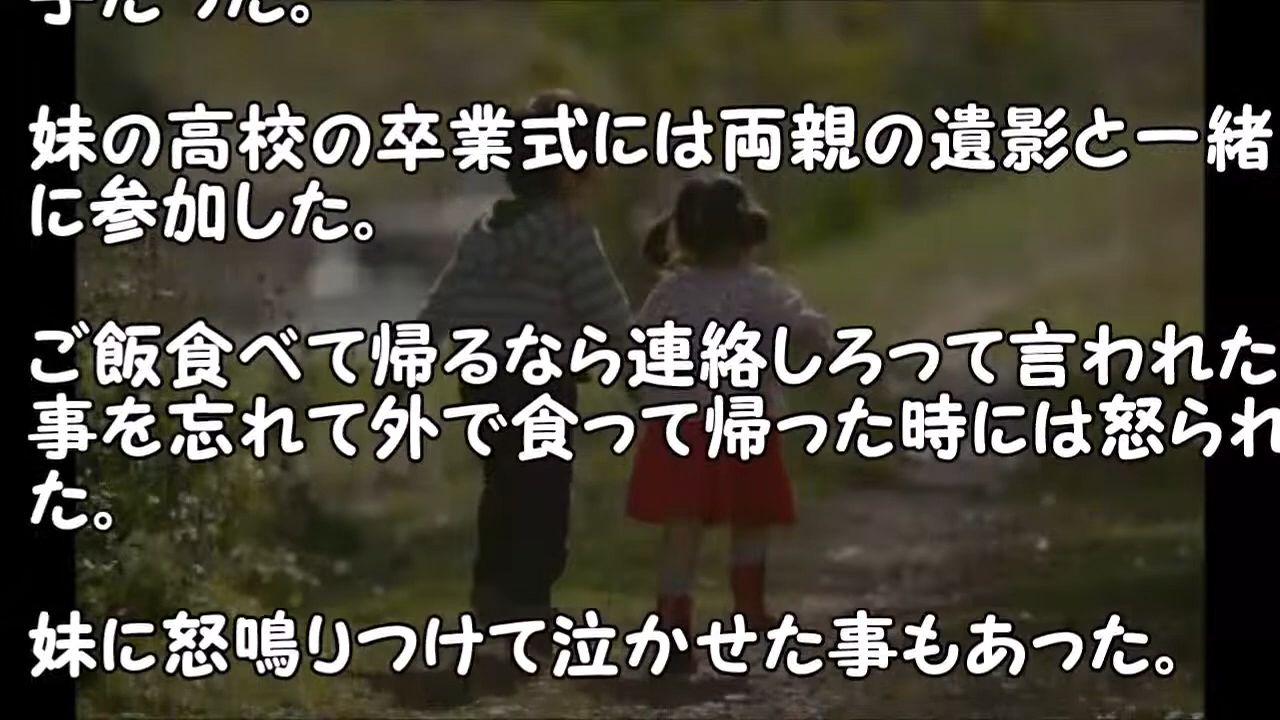 子だった。
妹の高校の卒業式には両親の遺影と一緒
に参加した。
ご飯食べて帰るなら連絡しろって言われた
事を忘れて外で食って帰った時には怒られ
た。
妹に怒鳴りつけて泣かせた事もあった。